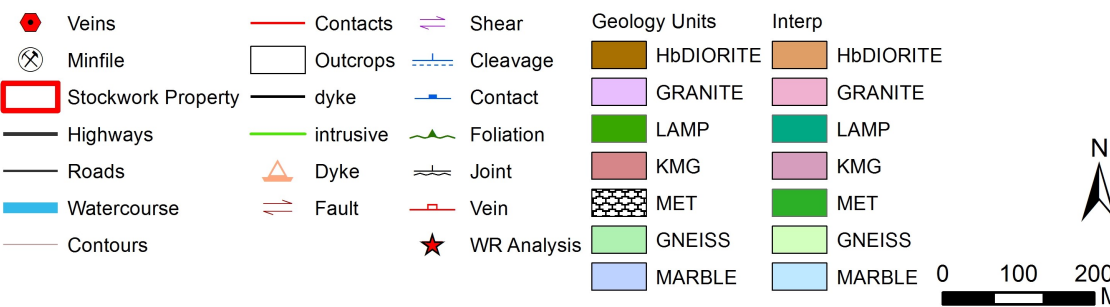 Veins
Minfile
Stockwork Property
Highways
Roads
Watercourse
Contours
Contacts
Outcrops
dyke
intrusive
Dyke
Fault
Shear
Cleavage
Contact
Foliation
Joint
Vein
WR Analysis
Geology Units
HbDIORITE
GRANITE
LAMP
KMG
MET
GNEISS
MARBLE
Interp
HbDIORITE
GRANITE
LAMP
KMG
MET
GNEISS
MARBLE
N
0 100 200
M